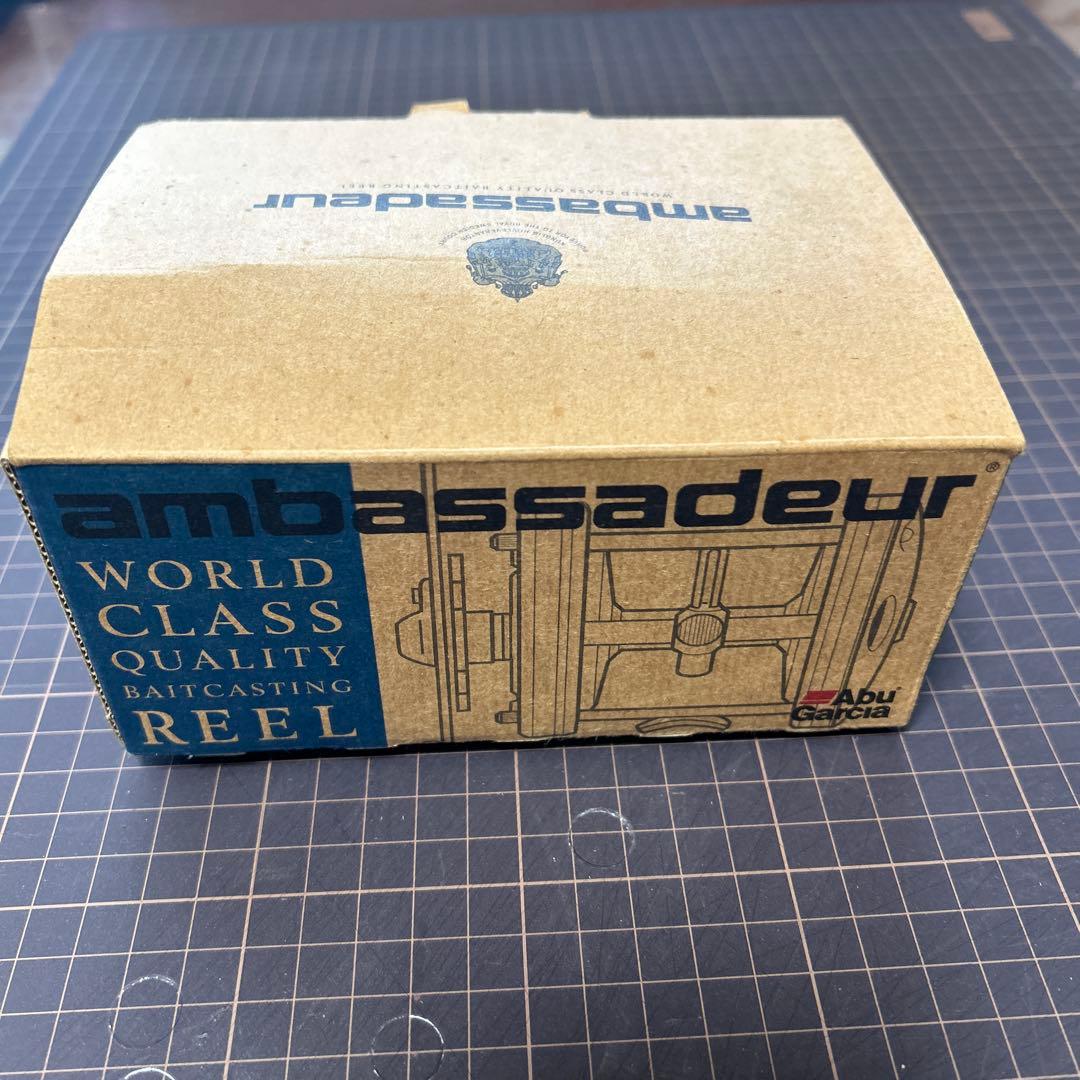 WORLD CLASS QUALITY BAITCASTING REEL
ambassadeur
ambassadeur®
WORLD
CLASS
QUALITY
BAITCASTING
REEL
Abu
Garcia